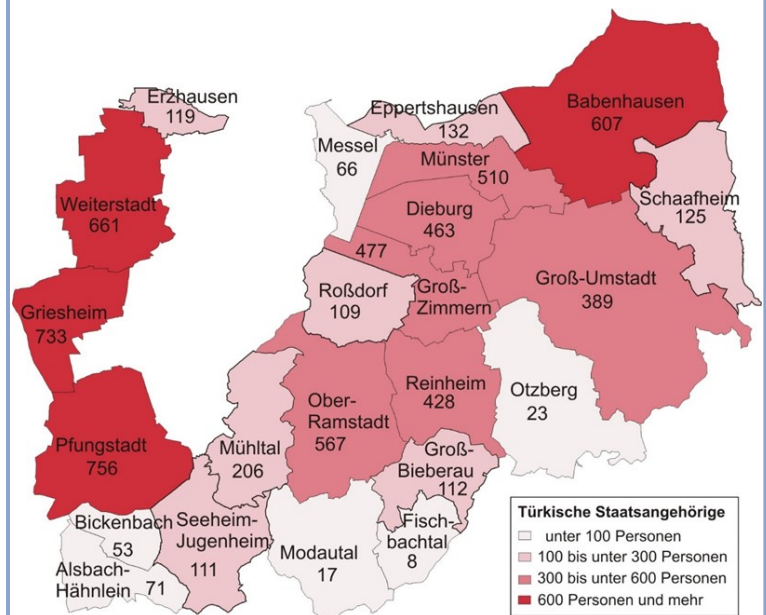 Erzhausen
119
Eppertshausen
132
Babenhausen
607
Messel
66
Münster
510
Weiterstadt
661
Dieburg
463
Schaafheim
125
477
Groß-
Zimmern
Groß-Umstadt
389
Roßdorf
109
Griesheim
733
Ober-
Ramstadt
567
Reinheim
428
Otzberg
23
Pfungstadt
756
Mühltal
206
Groß-
Bieberau
112
Bickenbach
53
Seeheim-
Jugenheim
111
Modautal
17
Fisch-
bachtal
8
Alsbach-
Hähnlein
71
Türkische Staatsangehörige
unter 100 Personen
100 bis unter 300 Personen
300 bis unter 600 Personen
600 Personen und mehr